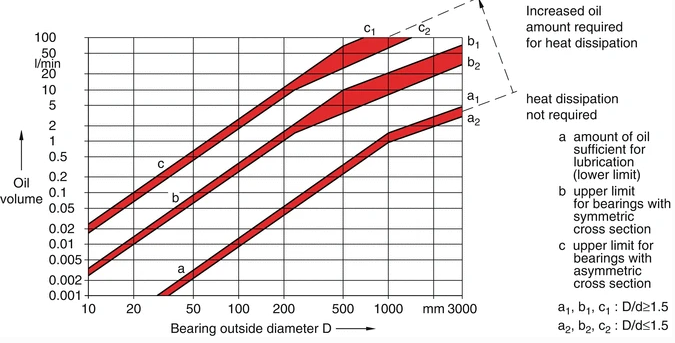 c1 c2
Increased oil
amount required
for heat dissipation
100
50
l/min
20
10
5
2
1
0.5
0.2
0.1
0.05
0.02
0.01
0.005
0.002
0.001
Oil
volume
b1
b2
a1
a2
c
b
a
10 20 50 100 200 500 1000 mm 3000
Bearing outside diameter D
heat dissipation
not required
a amount of oil
sufficient for
lubrication
(lower limit)
b upper limit
for bearings with
symmetric
cross section
c upper limit for
bearings with
asymmetric
cross section
a1, b1, c1 : D/d≥1.5
a2, b2, c2 : D/d≤1.5